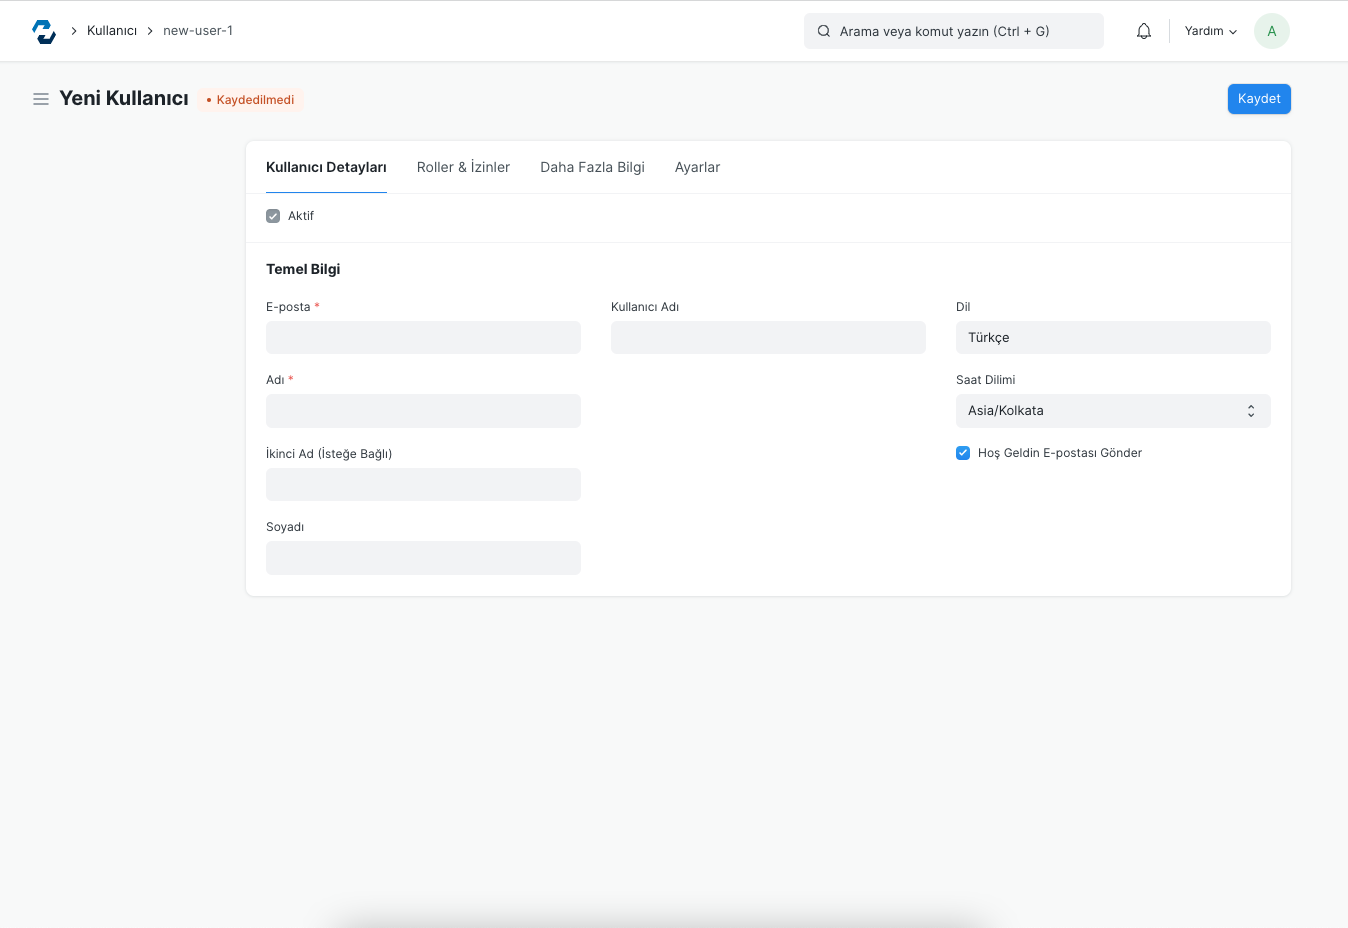 Kullanıcı
new-user-1
Arama veya komut yazın (Ctrl + G)
Yardım
A
Yeni Kullanıcı
Kaydedilmedi
Kaydet
Kullanıcı Detayları
Roller & İzinler
Daha Fazla Bilgi
Ayarlar
Aktif
Temel Bilgi
E-posta *
Kullanıcı Adı
Dil
Türkçe
Adı *
Saat Dilimi
Asia/Kolkata
İkinci Ad (İsteğe Bağlı)
Hoş Geldin E-postası Gönder
Soyadı